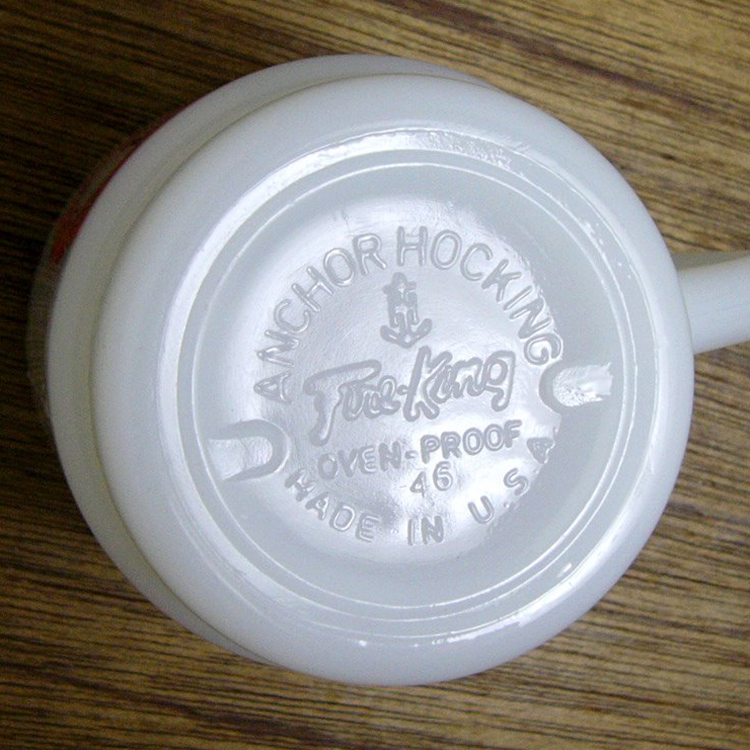 ANCHOR HOCKING
Fire-King
OVEN-PROOF
46
MADE IN U.S.A